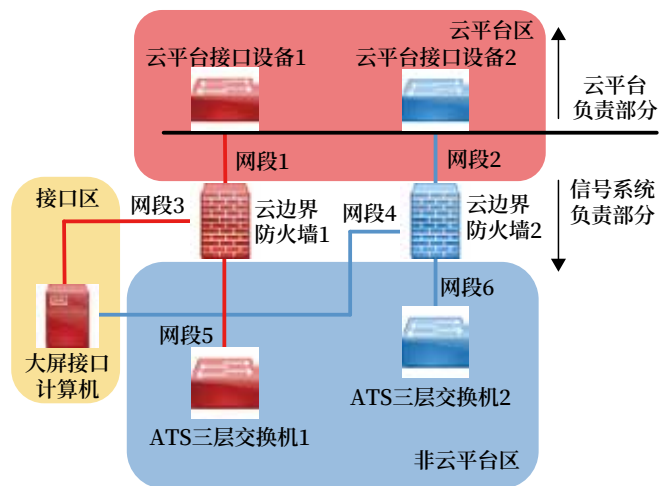 云平台区
云平台接口设备1
云平台接口设备2
云平台
负责部分
网段1
网段2
接口区
网段3
云边界
防火墙1
网段4
云边界
防火墙2
信号系统
负责部分
网段6
网段5
大屏接口
计算机
ATS三层交换机2
ATS三层交换机1
非云平台区